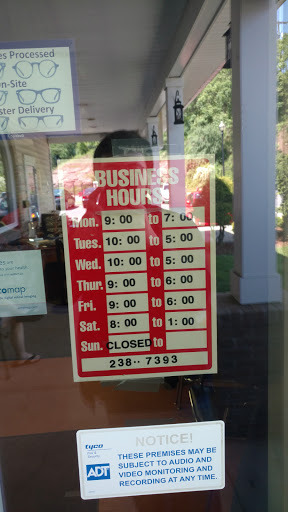 es Processed
n-Site
ster Delivery
BUSINESS
HOURS
Mon. 9:00 to 7:00
Tues. 10:00 to 5:00
Wed. 10:00 to 5:00
Thur. 9:00 to 6:00
Fri. 9:00 to 6:00
Sat. 8:00 to 1:00
Sun. CLOSED to
238-7393
omap
tyco
ADT
NOTICE!
THESE PREMISES MAY BE
SUBJECT TO AUDIO AND
VIDEO MONITORING AND
RECORDING AT ANY TIME.